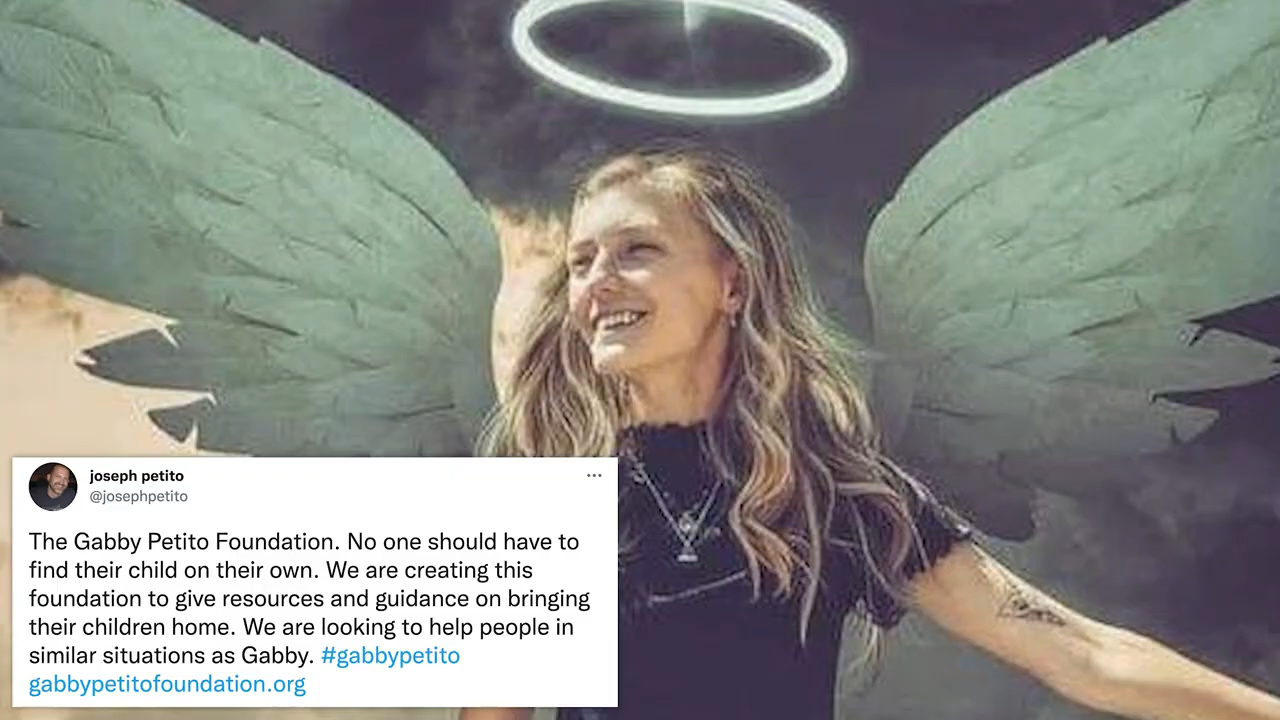 joseph petito
@josephpetito
The Gabby Petito Foundation. No one should have to
find their child on their own. We are creating this
foundation to give resources and guidance on bringing
their children home. We are looking to help people in
similar situations as Gabby. #gabbypetito
gabbypetitofoundation.org